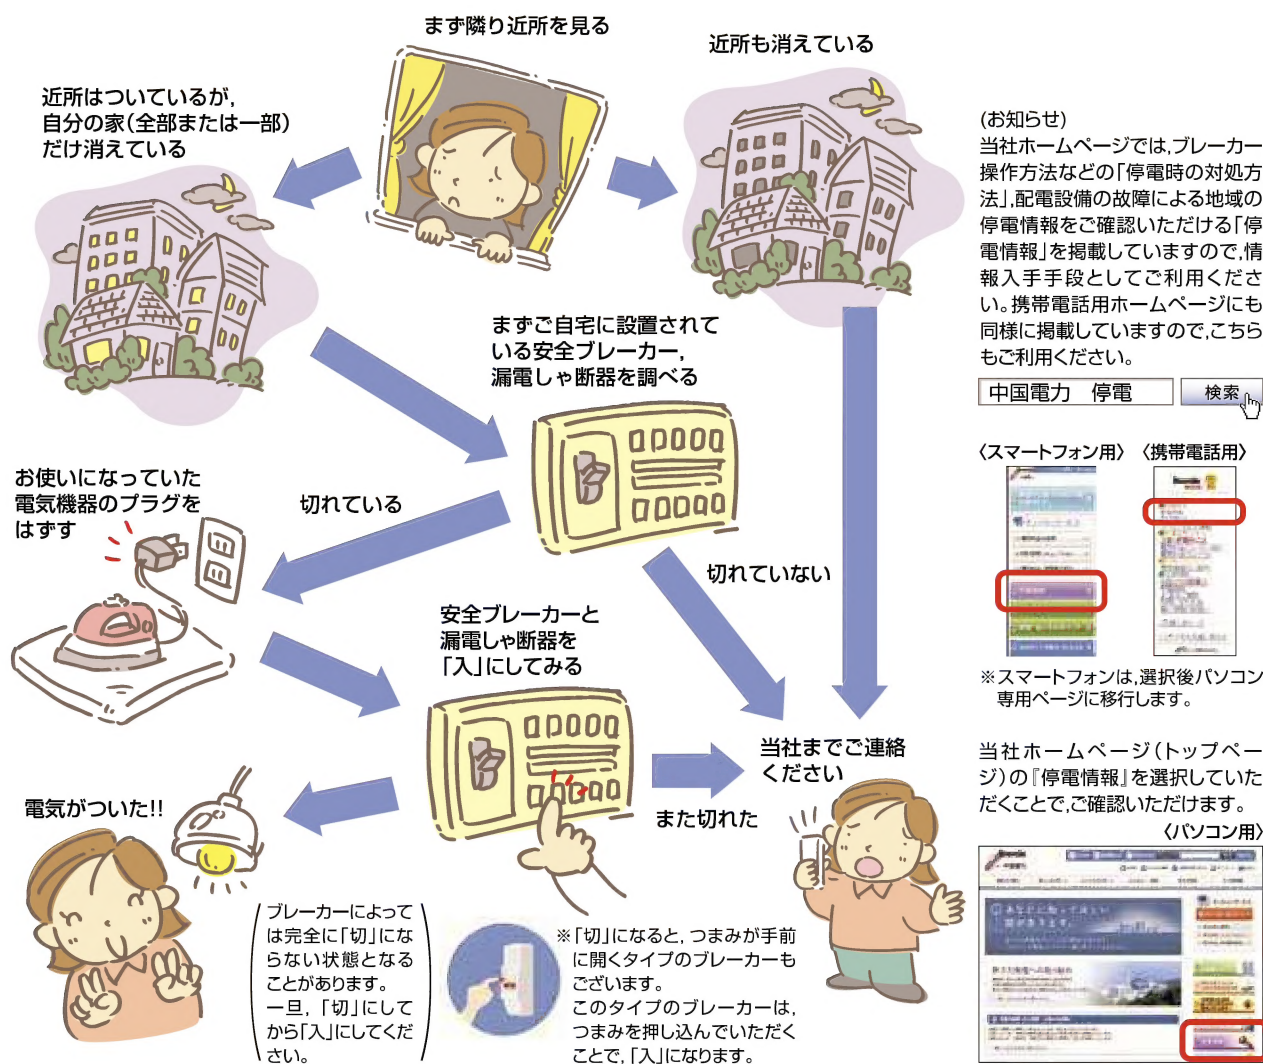 まず隣り近所を見る
近所も消えている
近所はついているが,
自分の家(全部または一部)
だけ消えている
まずご自宅に設置されて
いる安全ブレーカー,
漏電しゃ断器を調べる
お使いになっていた
電気機器のプラグを
はずす
切れている
切れていない
安全ブレーカーと
漏電しゃ断器を
「入」にしてみる
当社までご連絡
ください
また切れた
電気がついた!!
ブレーカーによって
は完全に「切」にな
らない状態となる
ことがあります。
一旦,「切」にして
から「入」にしてくだ
さい。
※「切」になると, つまみが手前
に開くタイプのブレーカーも
ございます。
このタイプのブレーカーは,
つまみを押し込んでいただく
ことで,「入」になります。
(お知らせ)
当社ホームページでは,ブレーカー
操作方法などの「停電時の対処方
法」,配電設備の故障による地域の
停電情報をご確認いただける「停
電情報」を掲載していますので,情
報入手手段としてご利用くださ
い。携帯電話用ホームページにも
同様に掲載していますので,こちら
もご利用ください。
中国電力 停電
検索
〈スマートフォン用〉 〈携帯電話用〉
※スマートフォンは,選択後パソコン
専用ページに移行します。
当社ホームページ(トップペー
ジ)の『停電情報』を選択していた
だくことで,ご確認いただけます。
〈パソコン用〉